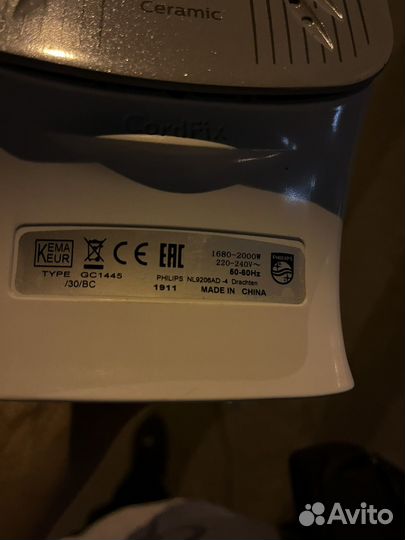 Ceramic
CordFix
KEMA
KEUR
CE
EAC
1680-2000W
220-240V~
50-60Hz
PHILIPS
TYPE GC1445
/30/BC
PHILIPS NL9206AD-4 Drachten
1911 MADE IN CHINA
Avito